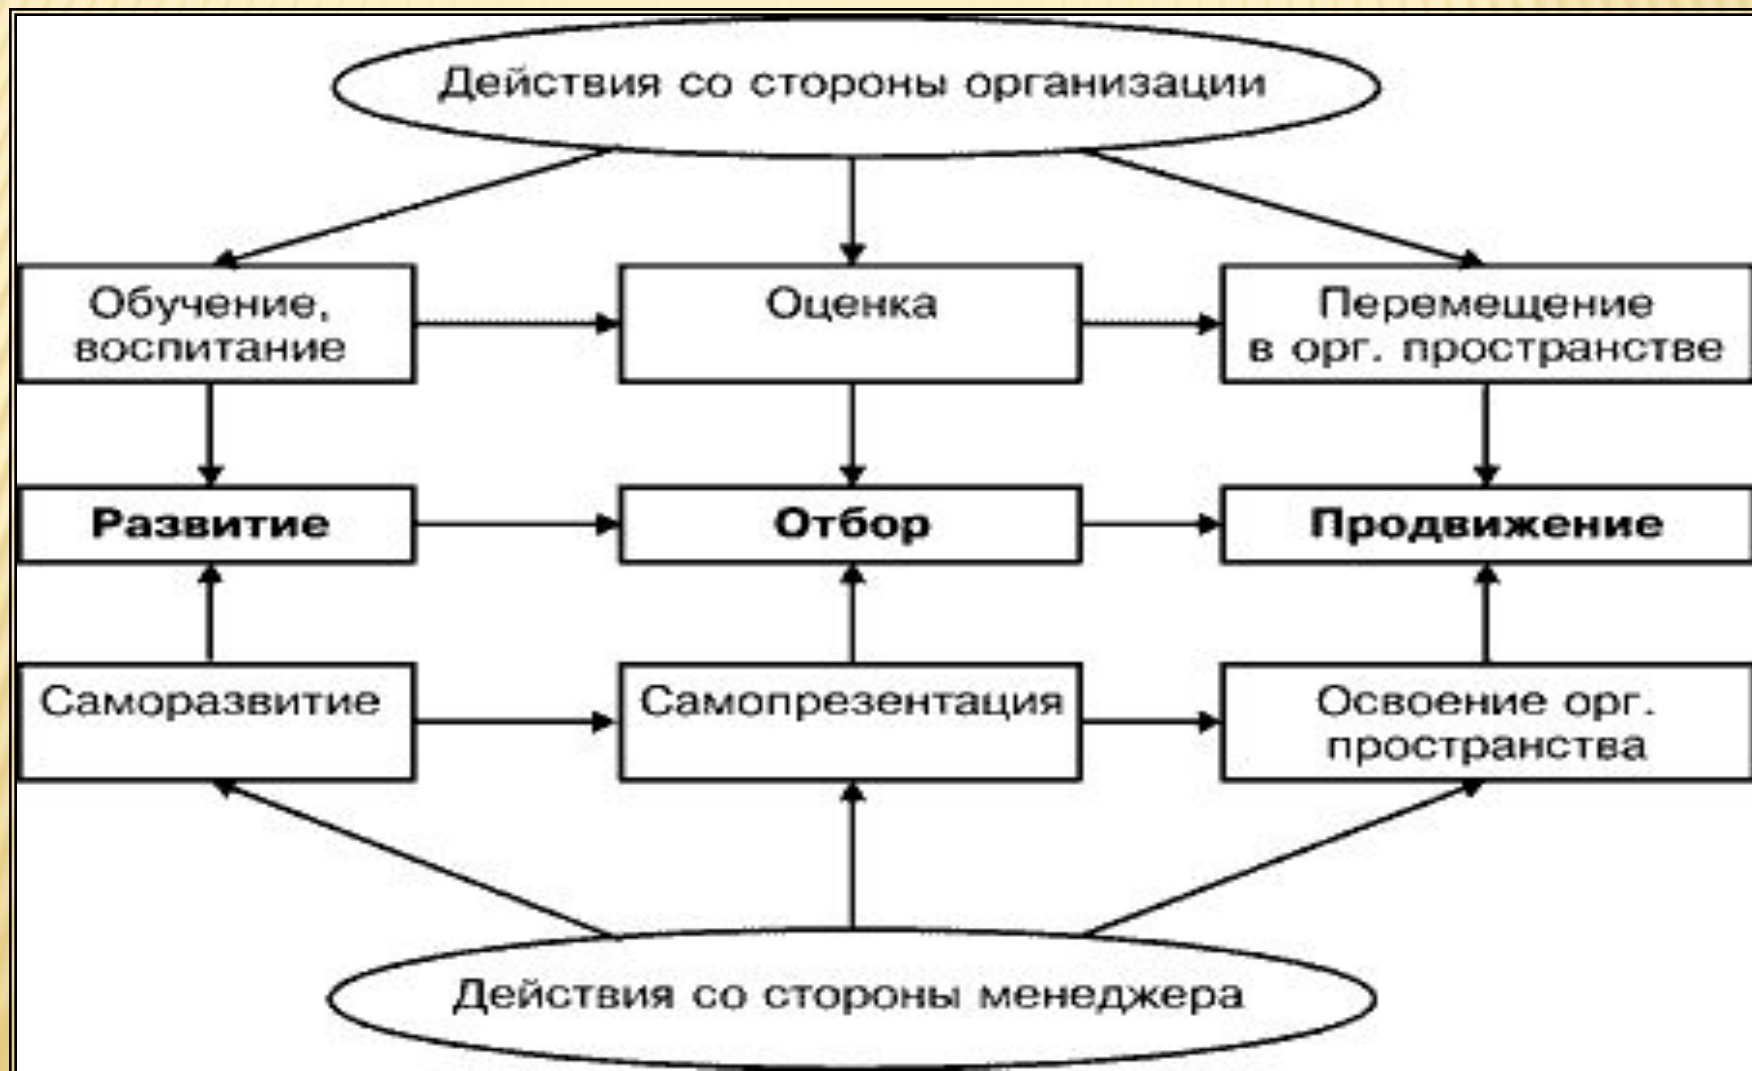 Действия со стороны организации
Обучение,
воспитание
Оценка
Перемещение
в орг. пространстве
Развитие
Отбор
Продвижение
Саморазвитие
Самопрезентация
Освоение орг.
пространства
Действия со стороны менеджера